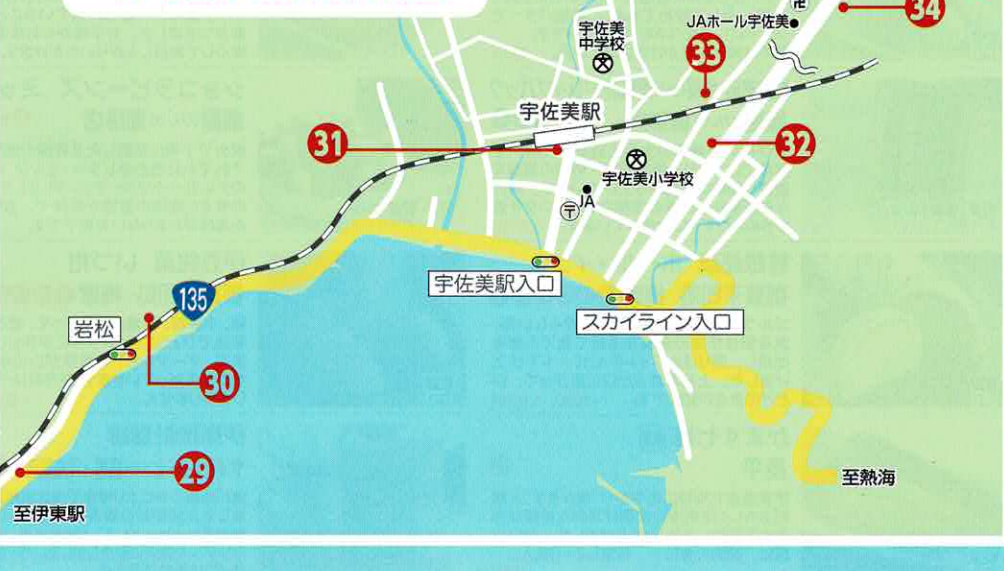 34
JAホール宇佐美
宇佐美
中学校
33
宇佐美駅
31
32
宇佐美小学校
JA
宇佐美駅入口
135
スカイライン入口
岩松
30
29
至熱海
至伊東駅